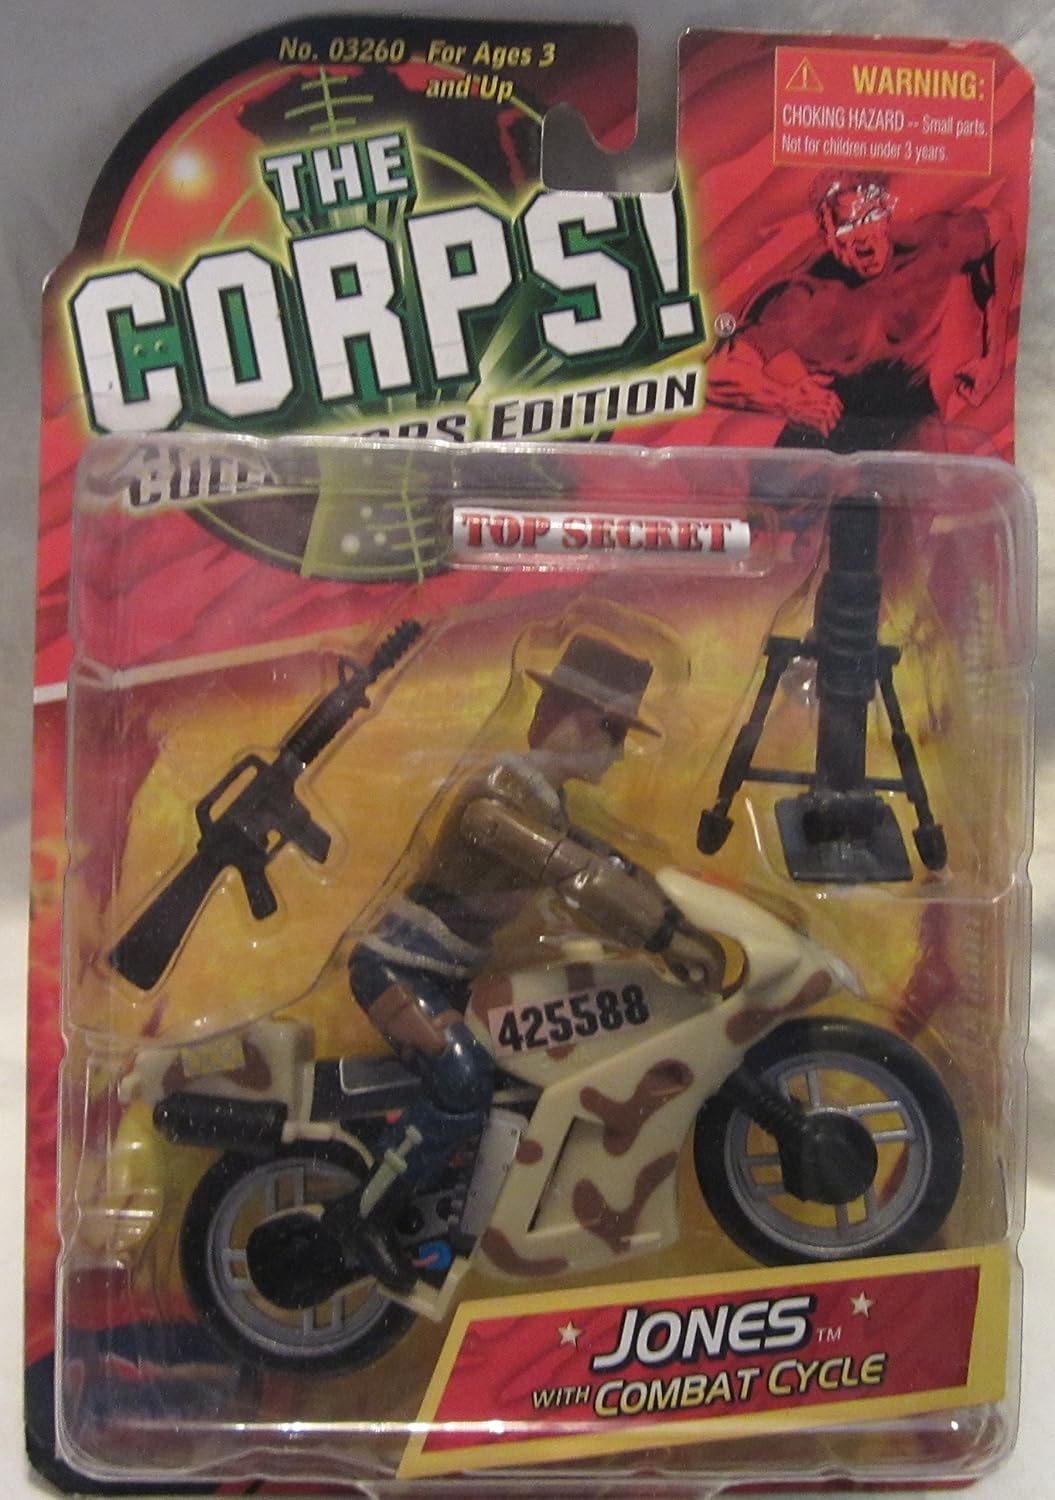 No. 03260 For Ages 3
and Up
WARNING:
CHOKING HAZARD -- Small parts.
Not for children under 3 years.
THE
CORPS!
®
EDITION
TOP SECRET
425588
JONES™
WITH COMBAT CYCLE